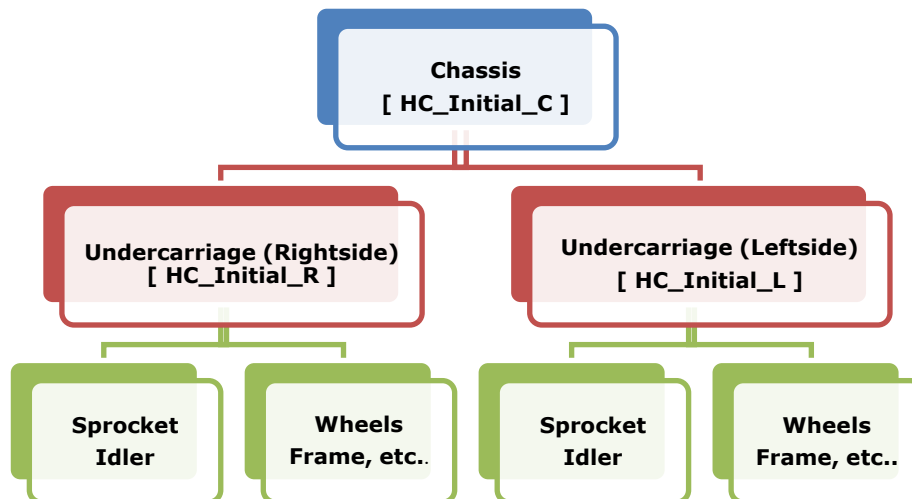 Chassis
[ HC_Initial_C ]
Undercarriage (Rightside)
[ HC_Initial_R ]
Undercarriage (Leftside)
[ HC_Initial_L ]
Sprocket
Idler
Wheels
Frame, etc..
Sprocket
Idler
Wheels
Frame, etc..